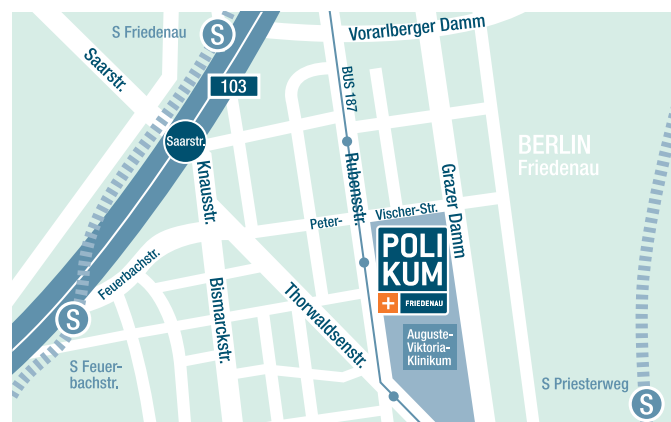 Vorarlberger Damm
S Friedenau
S
Saarstr.
BUS 187
103
Saarstr.
BERLIN
Friedenau
Knausstr.
Rubensstr.
Grazer Damm
Peter-
Vischer-Str.
POLI
KUM
FRIEDENAU
Feuerbachstr.
Bismarckstr.
Thorwaldsenstr.
S
Auguste-
Viktoria-
Klinikum
S Feuer-
bachstr.
S Priesterweg
S